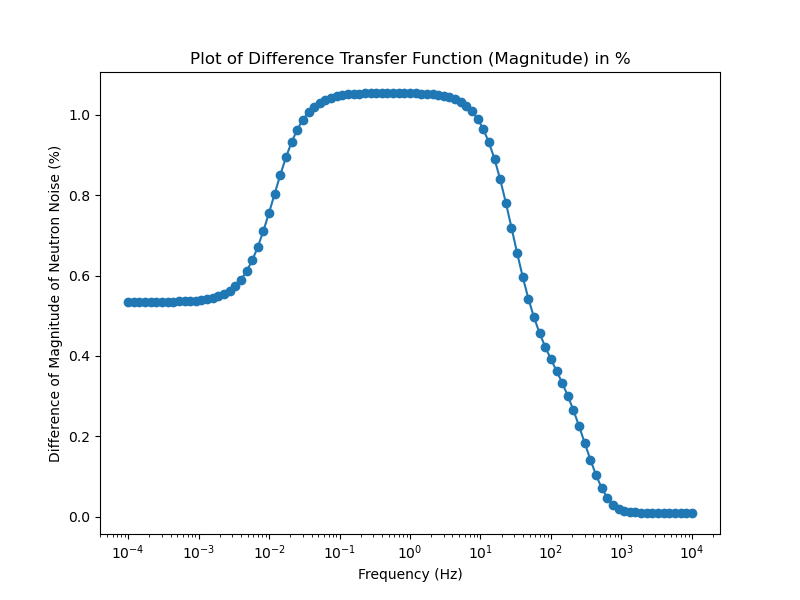 Plot of Difference Transfer Function (Magnitude) in %
Difference of Magnitude of Neutron Noise (%)
1.0
0.8
0.6
0.4
0.2
0.0
10⁻⁴ 10⁻³ 10⁻² 10⁻¹ 10⁰ 10¹ 10² 10³ 10⁴
Frequency (Hz)